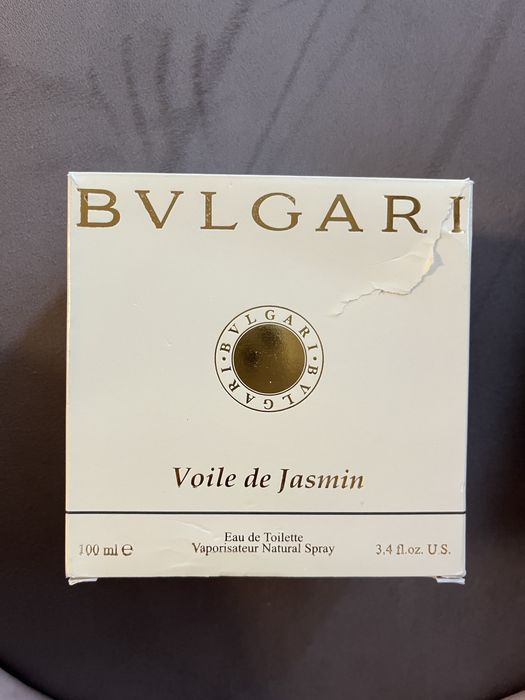 BVLGARI
BVLGARI · BVLGARI ·
Voile de Jasmin
100 ml e
Eau de Toilette
Vaporisateur Natural Spray
3,4 fl.oz. U.S.